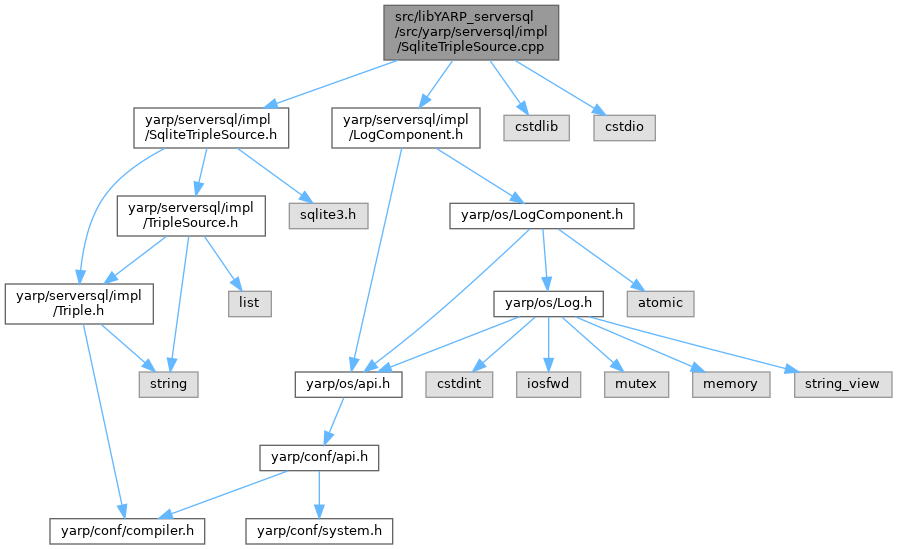 src/libYARP_serversql
/src/yarp/serversql/impl
/SqliteTripleSource.cpp
yarp/serversql/impl
/SqliteTripleSource.h
yarp/serversql/impl
/LogComponent.h
cstdlib
cstdio
yarp/serversql/impl
/TripleSource.h
sqlite3.h
yarp/os/LogComponent.h
yarp/serversql/impl
/Triple.h
list
yarp/os/Log.h
atomic
string
yarp/os/api.h
cstdint
iosfwd
mutex
memory
string_view
yarp/conf/api.h
yarp/conf/compiler.h
yarp/conf/system.h